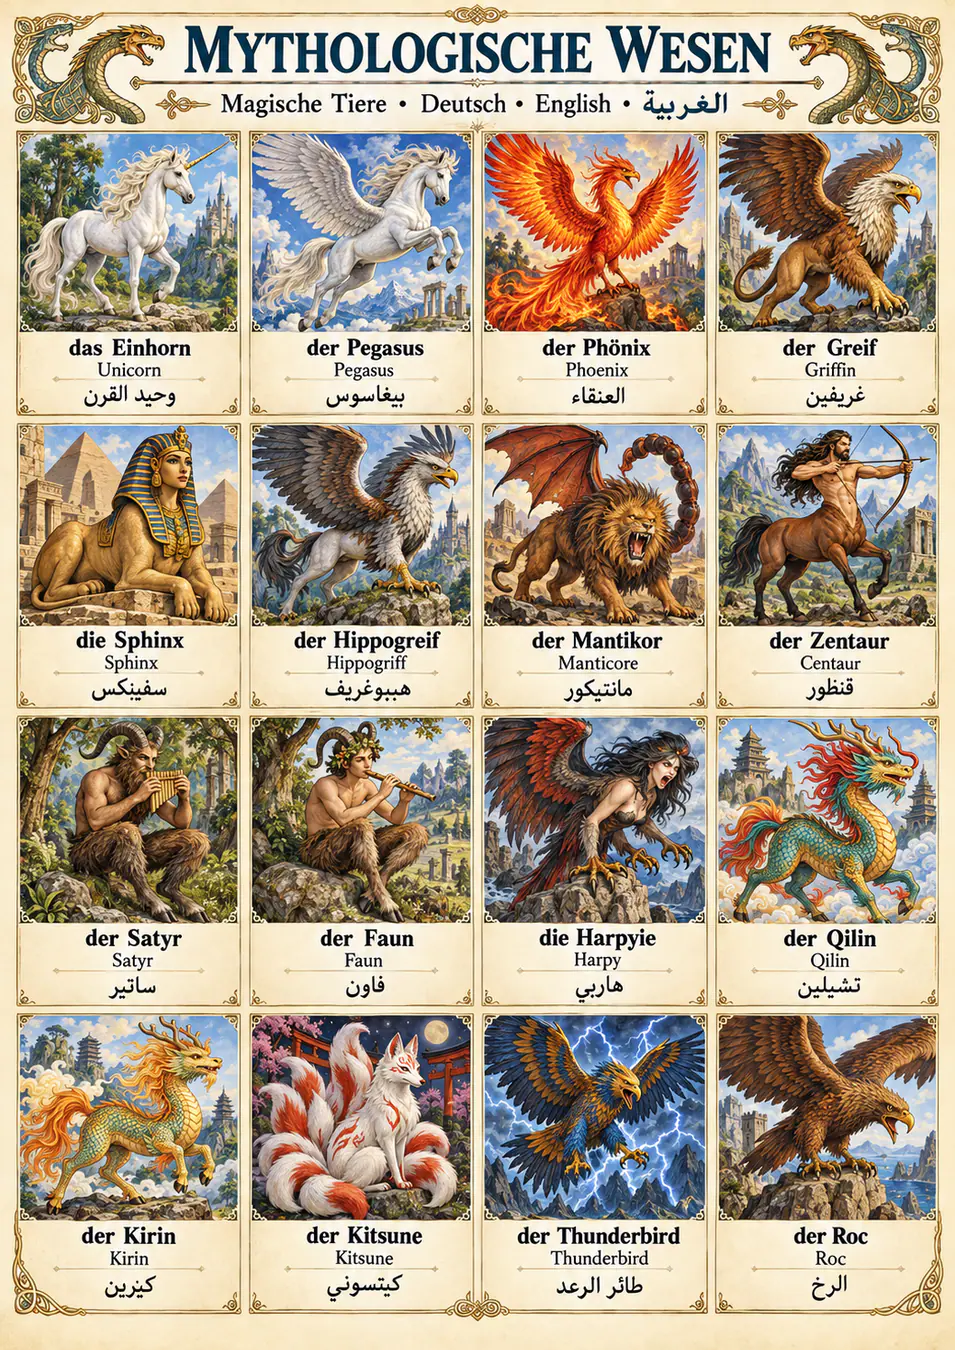 MYTHOLOGISCHE WESEN
Magische Tiere • Deutsch • English • الغربية
das Einhorn
Unicorn
وحيد القرن
der Pegasus
Pegasus
بيغاسوس
der Phönix
Phoenix
العنقاء
der Greif
Griffin
غريفين
die Sphinx
Sphinx
سفينكس
der Hippogreif
Hippogriff
هيبوغريف
der Mantikor
Manticore
مانتيكور
der Zentaur
Centaur
قنظور
der Satyr
Satyr
ساتير
der Faun
Faun
فاون
die Harpyie
Harpy
هاربي
der Qilin
Qilin
تشيلين
der Kirin
Kirin
كيرين
der Kitsune
Kitsune
كيتسوني
der Thunderbird
Thunderbird
طائر الرعد
der Roc
Roc
الرخ